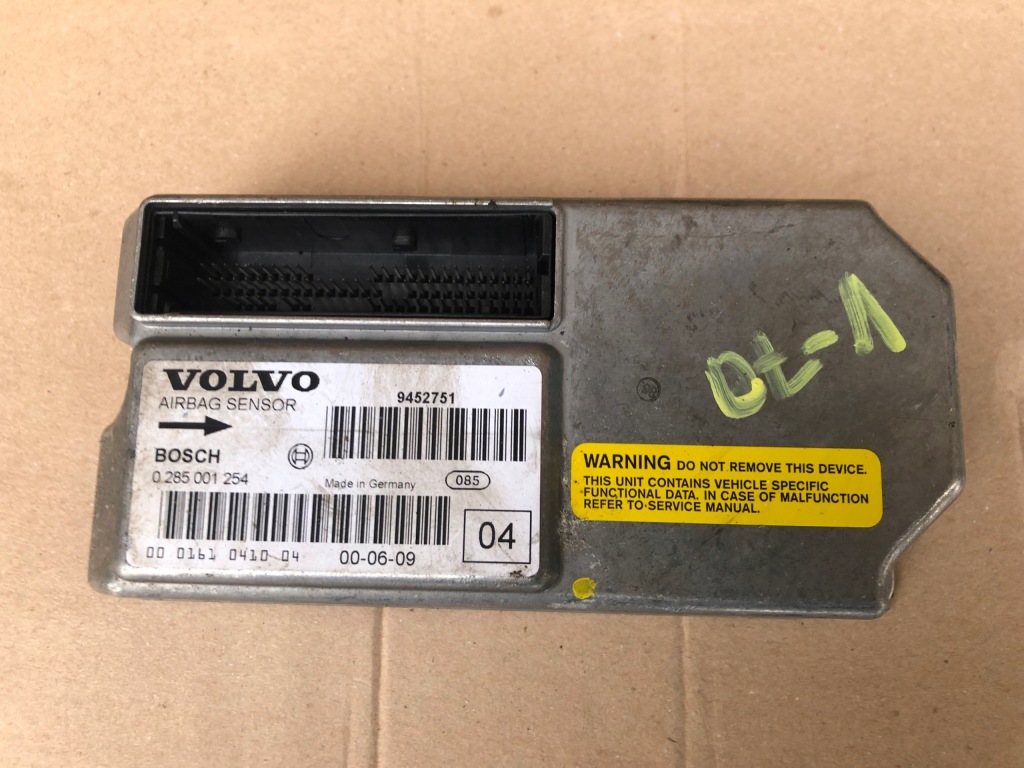 VOLVO
AIRBAG SENSOR
9452751
BOSCH
0 285 001 254
Made in Germany
085
04
00 0161 0410 04
00-06-09
WARNING DO NOT REMOVE THIS DEVICE.
THIS UNIT CONTAINS VEHICLE SPECIFIC
FUNCTIONAL DATA. IN CASE OF MALFUNCTION
REFER TO SERVICE MANUAL.